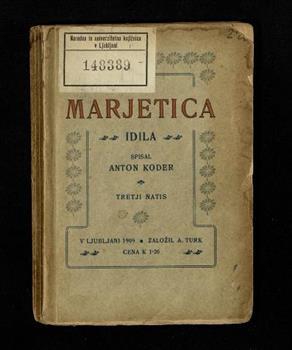 Narodna in univerzitetna knjižnica
v Ljubljani
148389
MARJETICA
IDILA
SPISAL
ANTON KODER
TRETJI NATIS
V LJUBLJANI 1909 • ZALOŽIL A. TURK
CENA K 1·20